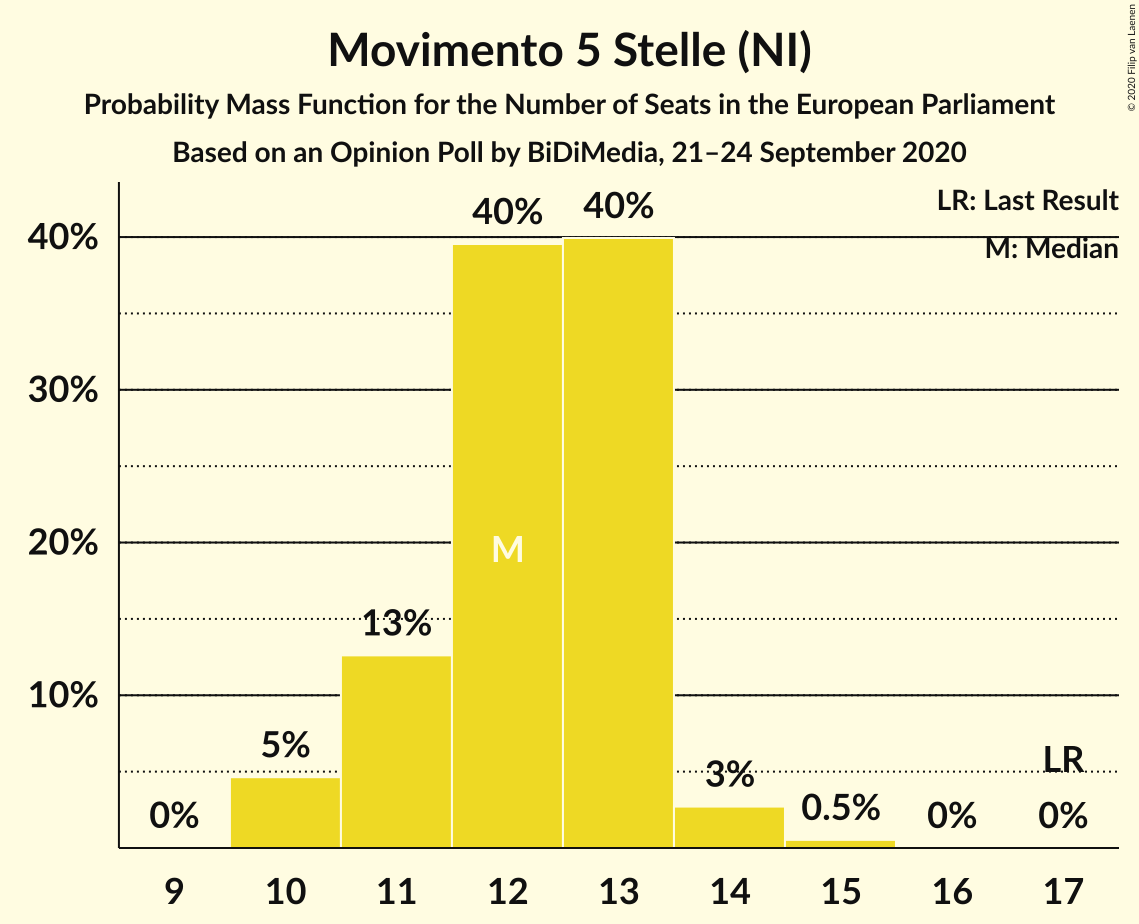 Movimento 5 Stelle (NI)
Probability Mass Function for the Number of Seats in the European Parliament
Based on an Opinion Poll by BiDiMedia, 21–24 September 2020
© 2020 Filip van Laenen
LR: Last Result
M: Median
40%
30%
20%
10%
0%
5%
13%
40%
40%
3%
0.5%
0%
0%
M
LR
9 10 11 12 13 14 15 16 17